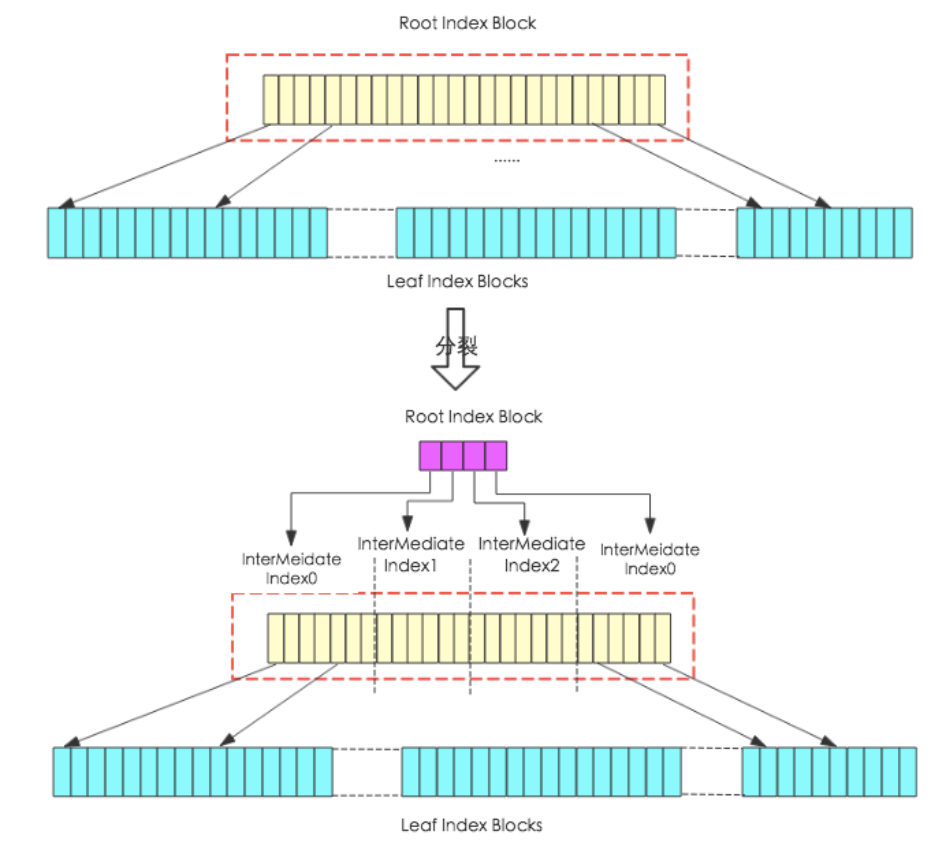 Root Index Block
......
Leaf Index Blocks
分裂
Root Index Block
InterMeidate
Index0
InterMediate
Index1
InterMediate
Index2
InterMeidate
Index0
Leaf Index Blocks